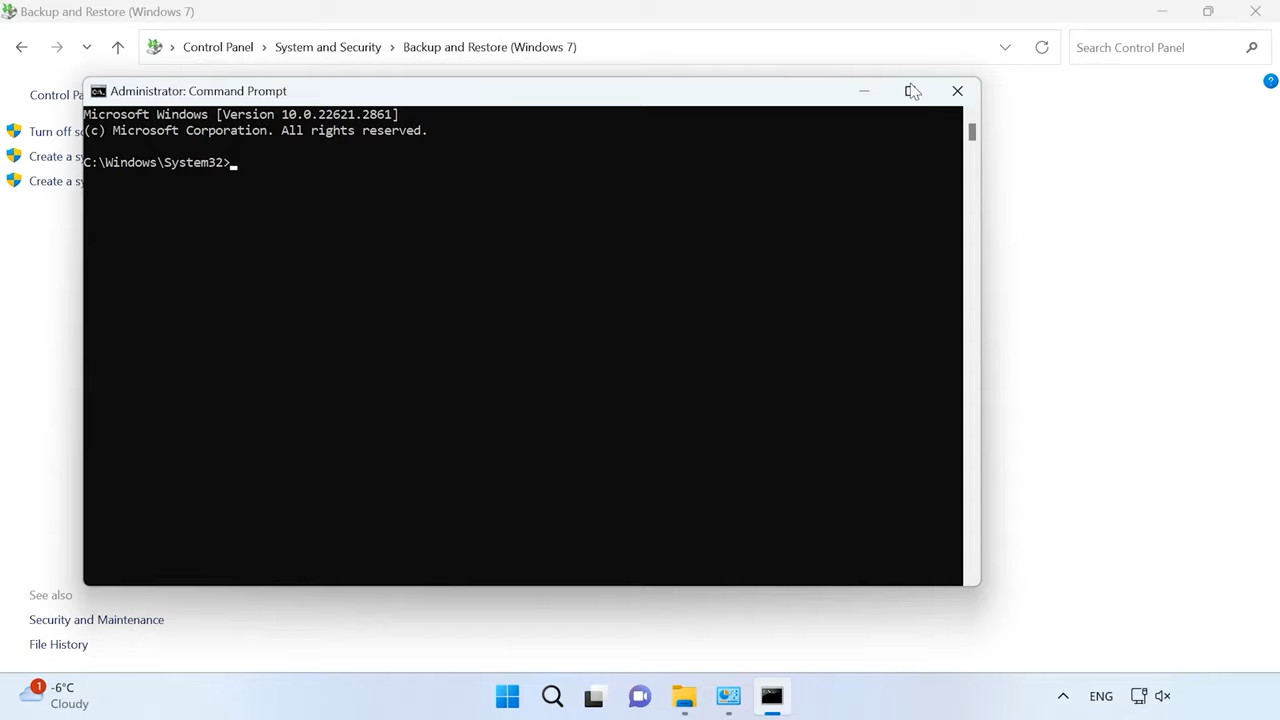 Backup and Restore (Windows 7)
Control Panel > System and Security > Backup and Restore (Windows 7)
Search Control Panel
Control Pa
Turn off s
Create a sy
Create a sy
Administrator: Command Prompt
Microsoft Windows [Version 10.0.22621.2861]
(c) Microsoft Corporation. All rights reserved.
C:\Windows\System32>
See also
Security and Maintenance
File History
1
-6°C
Cloudy
ENG